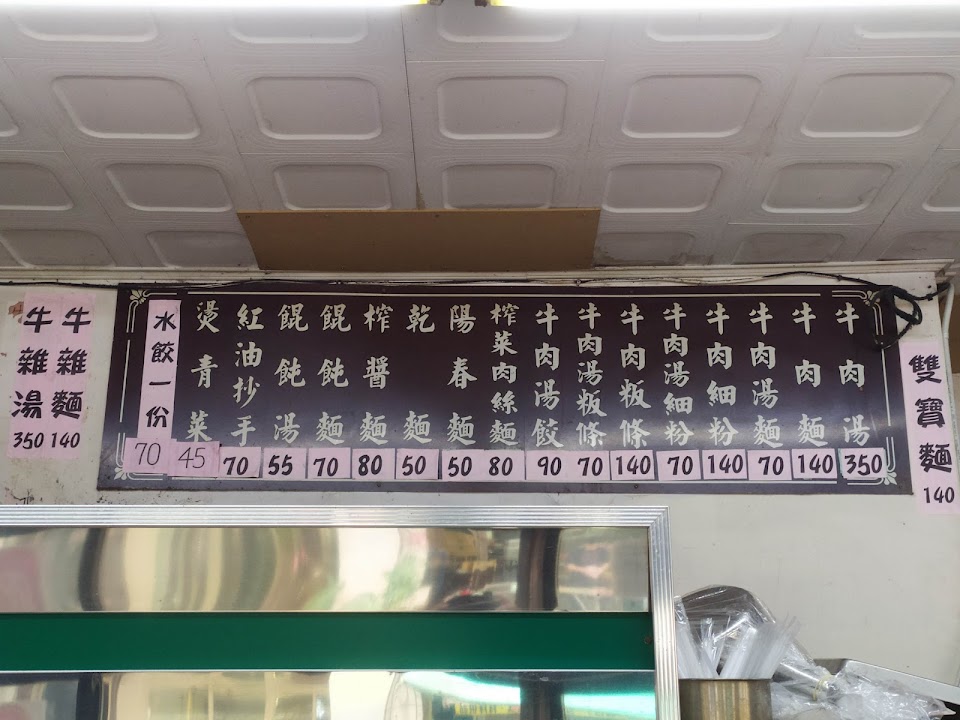 雙寶麵 140
牛肉湯 350
牛肉麵 140
牛肉湯麵 70
牛肉細粉 140
牛肉湯細粉 70
牛肉粄條 140
牛肉湯粄條 70
牛肉湯餃 90
榨菜肉絲麵 80
陽春麵 50
乾麵 50
榨醬麵 80
餛飩麵 70
餛飩湯 55
紅油抄手 70
燙青菜 45
水餃一份 70
牛雜麵 140
牛雜湯 350